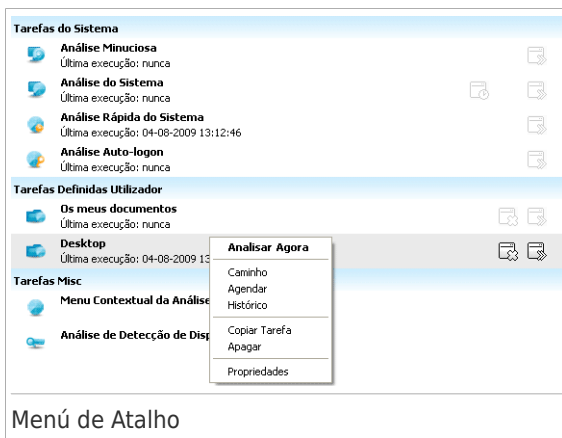 Tarefas do Sistema
Análise Minuciosa
Última execução: nunca
Análise do Sistema
Última execução: nunca
Análise Rápida do Sistema
Última execução: 04-08-2009 13:12:46
Análise Auto-logon
Última execução: nunca
Tarefas Definidas Utilizador
Os meus documentos
Última execução: nunca
Desktop
Última execução: 04-08-2009 13
Analisar Agora
Caminho
Agendar
Histórico
Copiar Tarefa
Apagar
Propriedades
Tarefas Misc
Menu Contextual da Análise
Análise de Detecção de Disp
Menú de Atalho